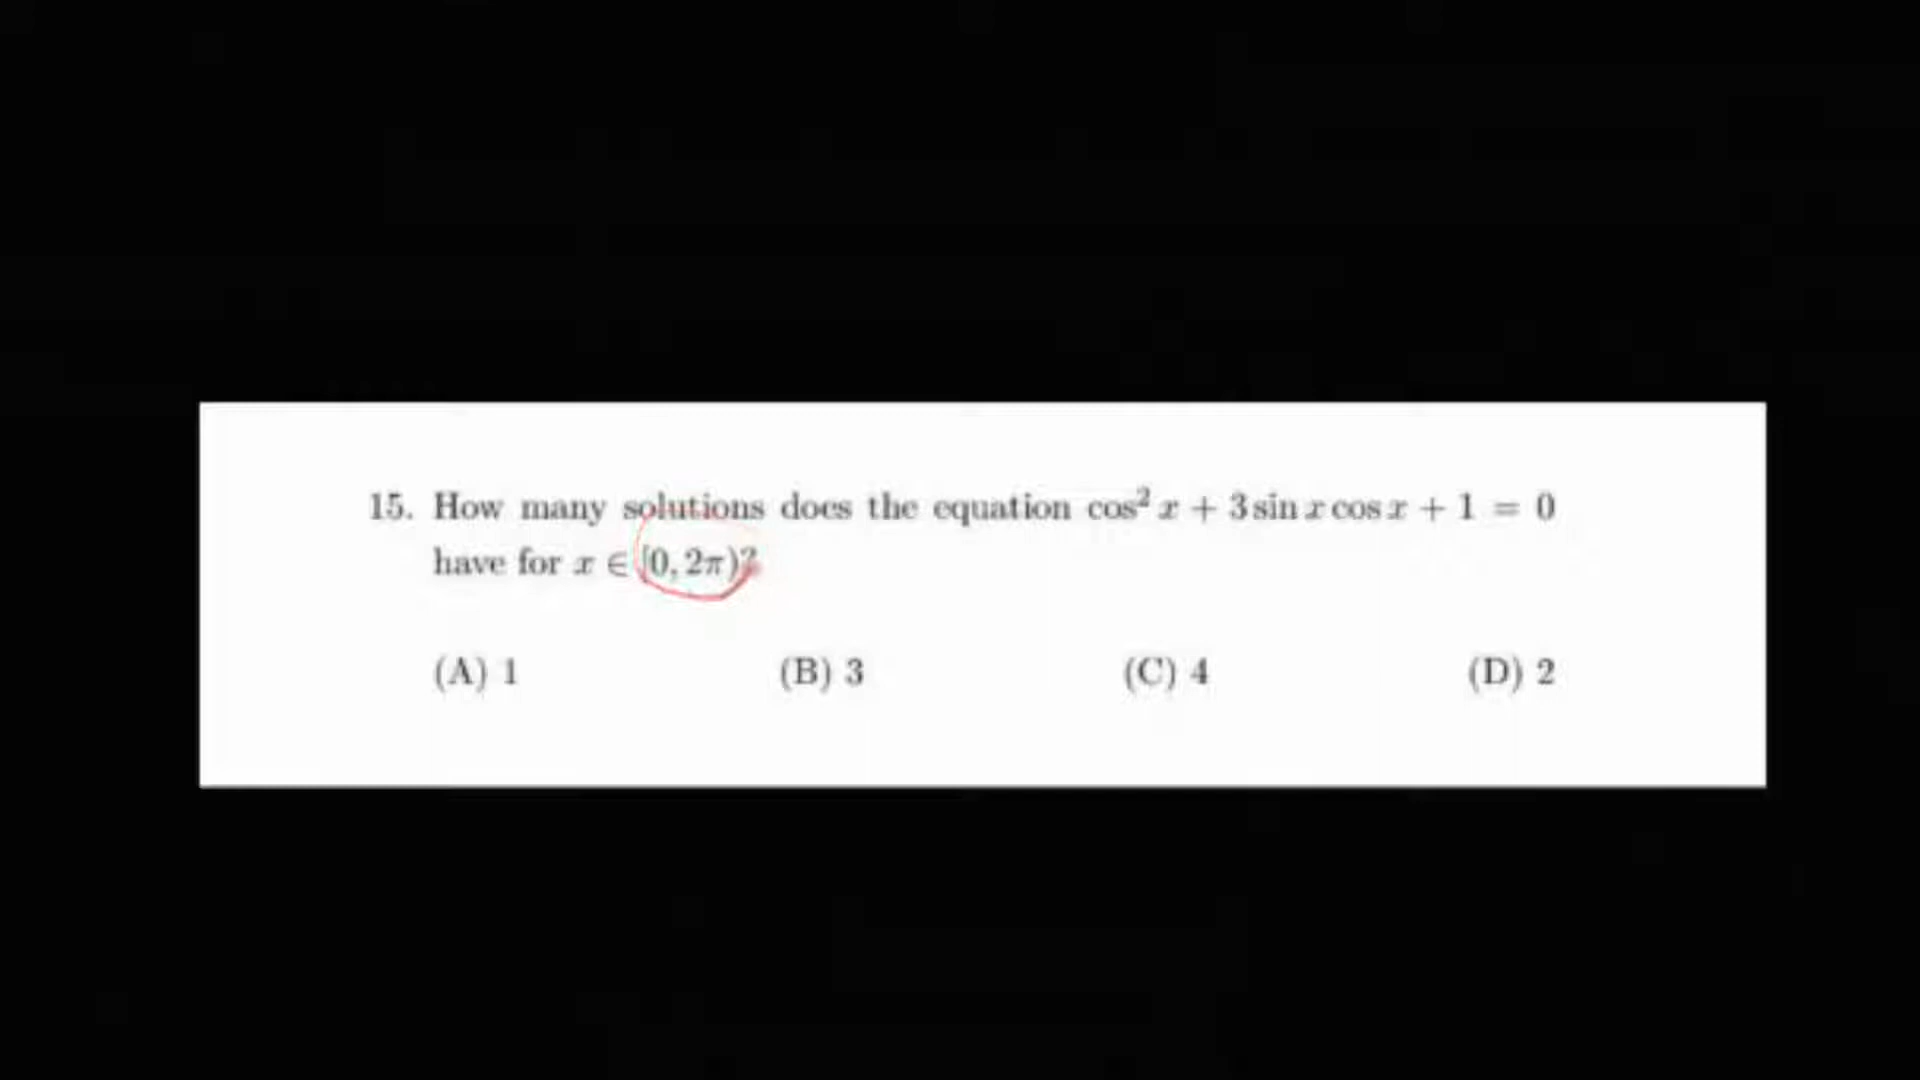 15. How many solutions does the equation cos² x + 3 sin x cos x + 1 = 0
have for x ∈ [0, 2π)?
(A) 1 (B) 3 (C) 4 (D) 2